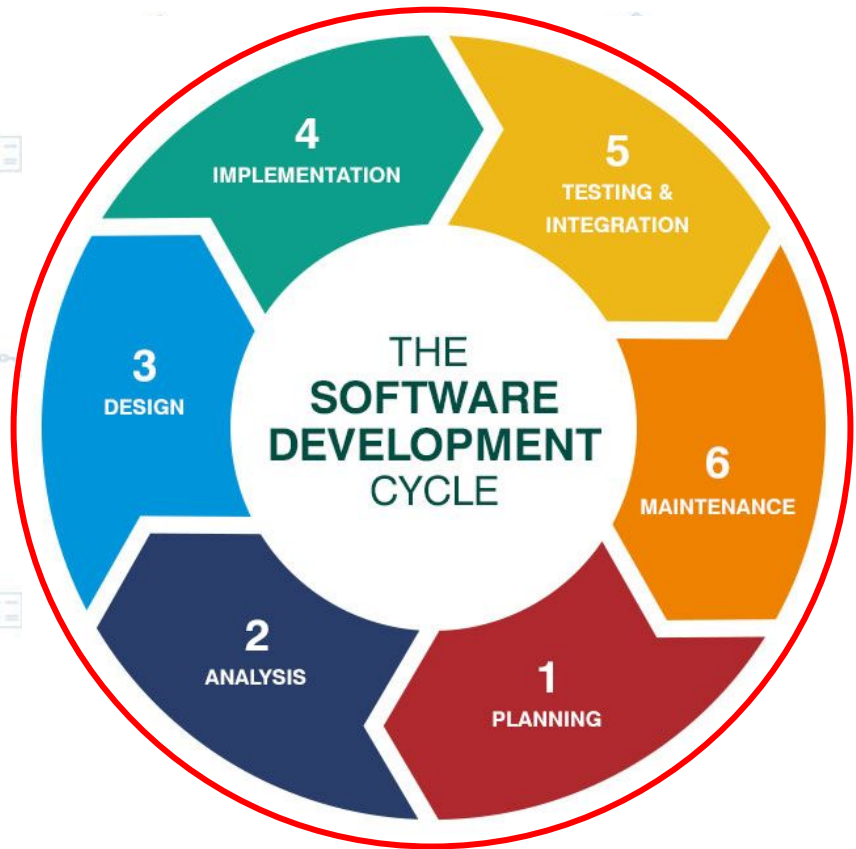 THE
SOFTWARE
DEVELOPMENT
CYCLE
1
PLANNING
2
ANALYSIS
3
DESIGN
4
IMPLEMENTATION
5
TESTING &
INTEGRATION
6
MAINTENANCE